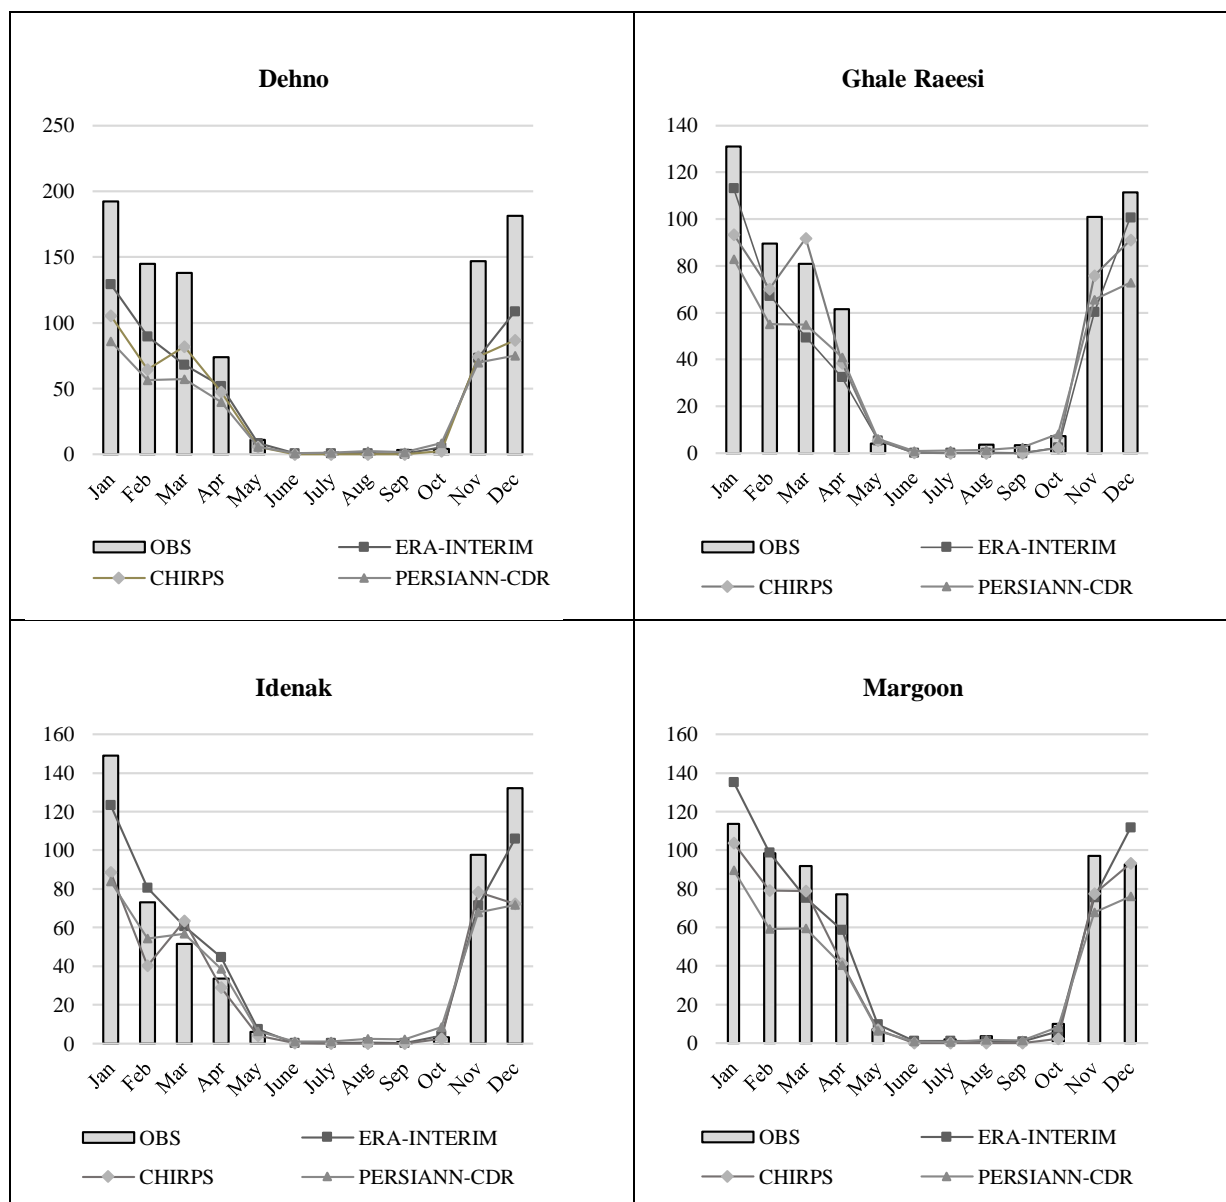 Dehno
250
200
150
100
50
0
Jan Feb Mar Apr May June July Aug Sep Oct Nov Dec
OBS ERA-INTERIM
CHIRPS PERSIANN-CDR
Ghale Raeesi
140
120
100
80
60
40
20
0
Jan Feb Mar Apr May June July Aug Sep Oct Nov Dec
OBS ERA-INTERIM
CHIRPS PERSIANN-CDR
Idenak
160
140
120
100
80
60
40
20
0
Jan Feb Mar Apr May June July Aug Sep Oct Nov Dec
OBS ERA-INTERIM
CHIRPS PERSIANN-CDR
Margoon
160
140
120
100
80
60
40
20
0
Jan Feb Mar Apr May June July Aug Sep Oct Nov Dec
OBS ERA-INTERIM
CHIRPS PERSIANN-CDR